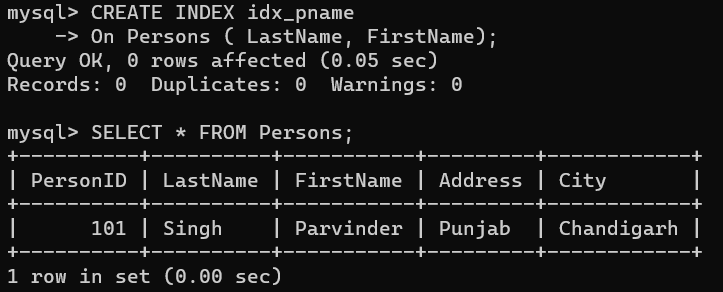 mysql> CREATE INDEX idx_pname
    -> On Persons ( LastName, FirstName);
Query OK, 0 rows affected (0.05 sec)
Records: 0  Duplicates: 0  Warnings: 0

mysql> SELECT * FROM Persons;
+----------+----------+-----------+---------+------------+
| PersonID | LastName | FirstName | Address | City       |
+----------+----------+-----------+---------+------------+
|      101 | Singh    | Parvinder | Punjab  | Chandigarh |
+----------+----------+-----------+---------+------------+
1 row in set (0.00 sec)